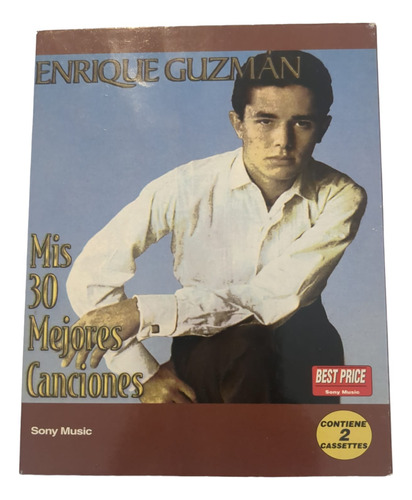 ENRIQUE GUZMÁN
Mis
30
Mejores
Canciones
BEST PRICE
Sony Music
Sony Music
CONTIENE
2
CASSETTES